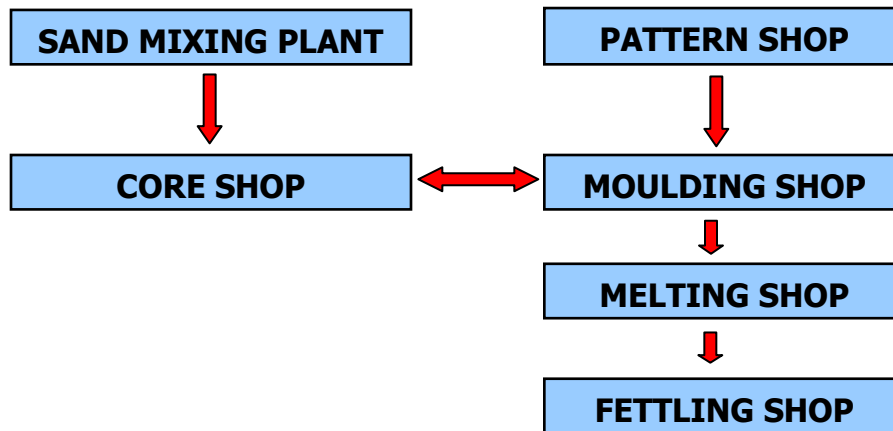 SAND MIXING PLANT
PATTERN SHOP
CORE SHOP
MOULDING SHOP
MELTING SHOP
FETTLING SHOP